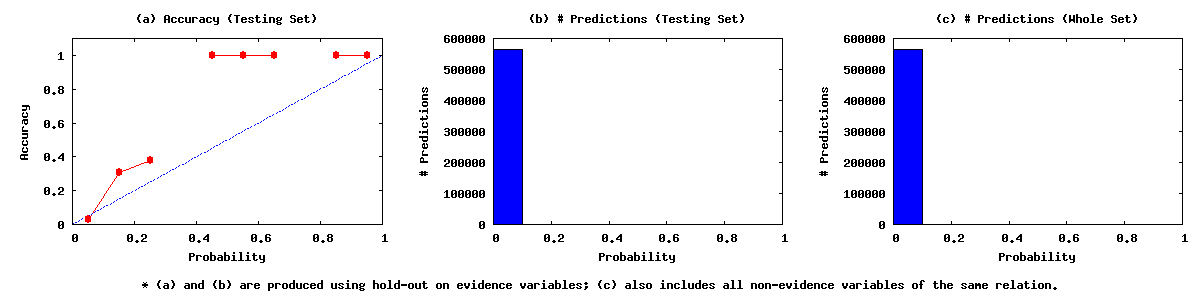 (a) Accuracy (Testing Set)
(b) # Predictions (Testing Set)
(c) # Predictions (Whole Set)
1
0.8
0.6
0.4
0.2
0
Accuracy
0 0.2 0.4 0.6 0.8 1
Probability
600000
500000
400000
300000
200000
100000
0
# Predictions
0 0.2 0.4 0.6 0.8 1
Probability
600000
500000
400000
300000
200000
100000
0
# Predictions
0 0.2 0.4 0.6 0.8 1
Probability
* (a) and (b) are produced using hold-out on evidence variables; (c) also includes all non-evidence variables of the same relation.